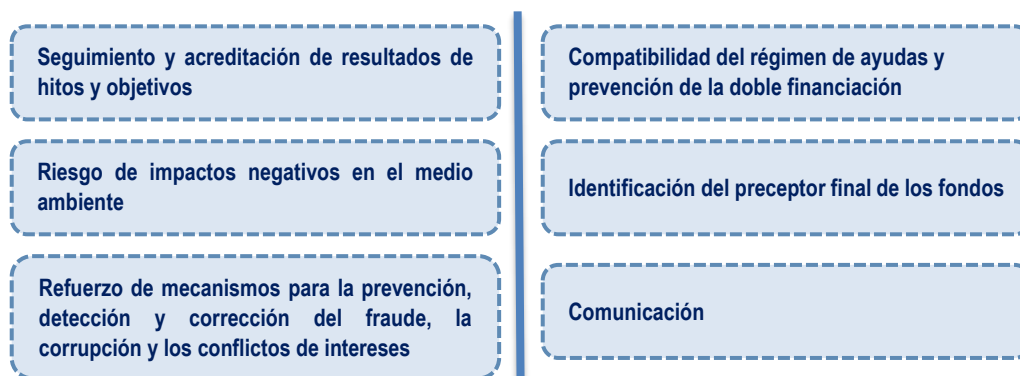 Seguimiento y acreditación de resultados de
hitos y objetivos
Riesgo de impactos negativos en el medio
ambiente
Refuerzo de mecanismos para la prevención,
detección y corrección del fraude, la
corrupción y los conflictos de intereses
Compatibilidad del régimen de ayudas y
prevención de la doble financiación
Identificación del preceptor final de los fondos
Comunicación